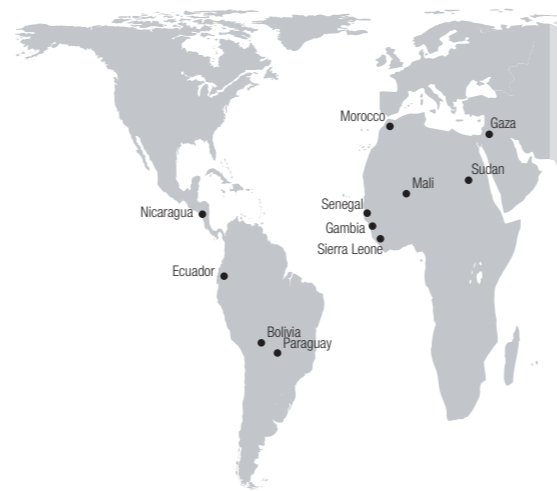 Morocco
Gaza
Sudan
Mali
Senegal
Nicaragua
Gambia
Sierra Leone
Ecuador
Bolivia
Paraguay